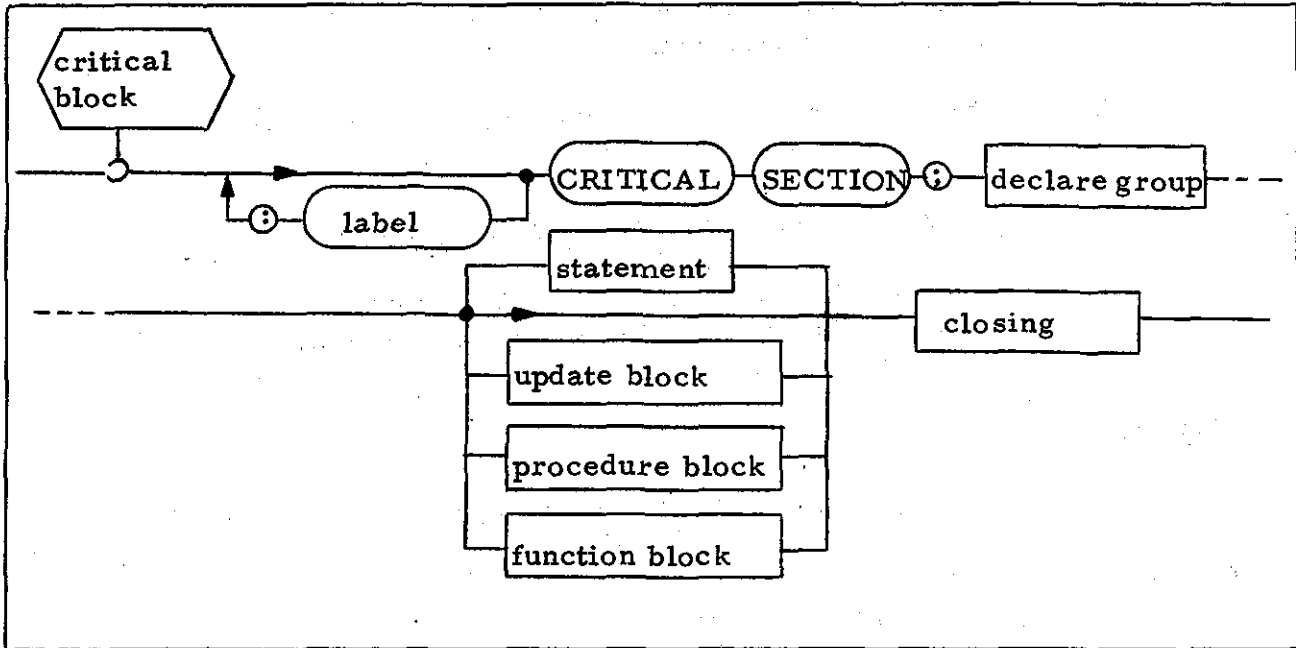 critical
block
CRITICAL SECTION ; declare group
: label
statement
closing
update block
procedure block
function block